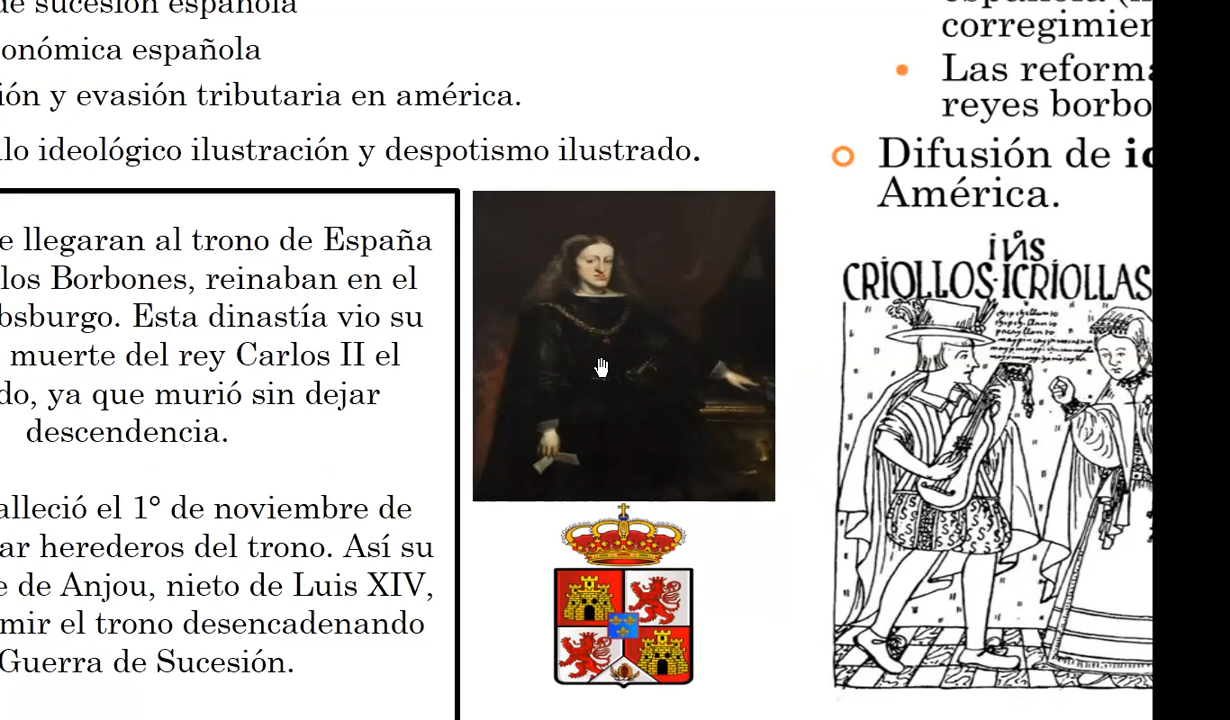 de sucesión española
onómica española
ión y evasión tributaria en américa.
llo ideológico ilustración y despotismo ilustrado.
e llegaran al trono de España
los Borbones, reinaban en el
bsburgo. Esta dinastía vio su
muerte del rey Carlos II el
do, ya que murió sin dejar
descendencia.
alleció el 1° de noviembre de
ar herederos del trono. Así su
e de Anjou, nieto de Luis XIV,
mir el trono desencadenando
Guerra de Sucesión.
española (
corregimien
Las reforma
reyes borbo
Difusión de id
América.
CRIOLLOS·ICRIOLLAS